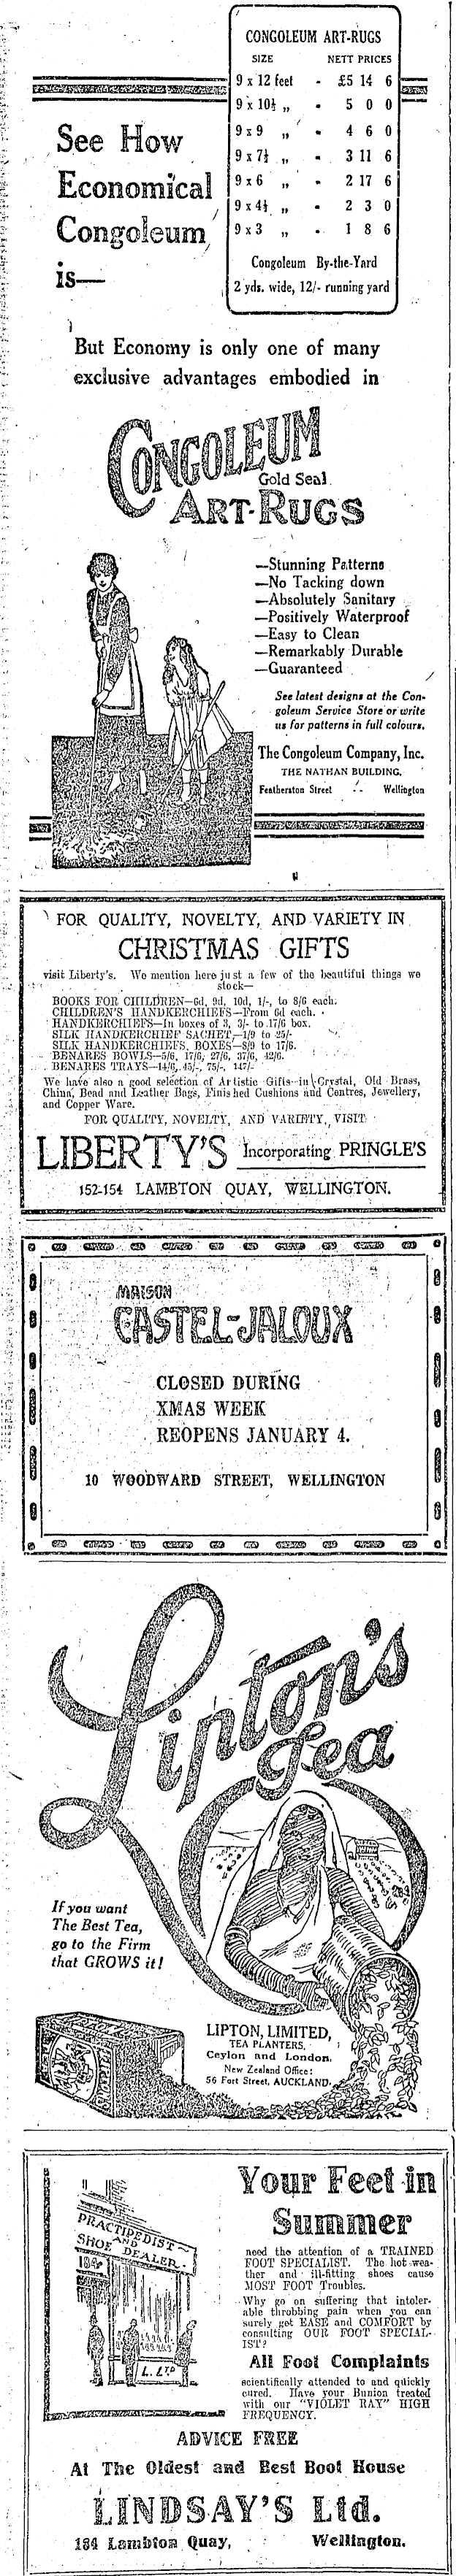 CONGOLEUM ART-RUGS
SIZE NETT PRICES
9 x 12 feet - £5 14 6
9 x 10½ „ - 5 0 0
9 x 9 „ - 4 6 0
9 x 7½ „ - 3 11 6
9 x 6 „ - 2 17 6
9 x 4½ „ - 2 3 0
9 x 3 „ - 1 8 6
Congoleum By-the-Yard
2 yds. wide, 12/- running yard
See How
Economical
Congoleum
is—
But Economy is only one of many
exclusive advantages embodied in
CONGOLEUM
Gold Seal
ART-RUGS
—Stunning Patterns
—No Tacking down
—Absolutely Sanitary
—Positively Waterproof
—Easy to Clean
—Remarkably Durable
—Guaranteed
See latest designs at the Con-
goleum Service Store or write
us for patterns in full colours.
The Congoleum Company, Inc.
THE NATHAN BUILDING,
Featherston Street -:- Wellington
FOR QUALITY, NOVELTY, AND VARIETY IN
CHRISTMAS GIFTS
visit Liberty's. We mention here just a few of the beautiful things we
stock—
BOOKS FOR CHILDREN—6d, 9d, 10d, 1/-, to 8/6 each.
CHILDREN'S HANDKERCHIEFS—From 6d each.
HANDKERCHIEFS—In boxes of 3, 3/- to 17/6 box.
SILK HANDKERCHIEF SACHET—1/9 to 25/-
SILK HANDKERCHIEFS, BOXES—8/9 to 17/6.
BENARES BOWLS—5/6, 17/6, 27/6, 37/6, 42/6.
BENARES TRAYS—14/6, 45/-, 75/-, 147/-
We have also a good selection of Artistic Gifts in Crystal, Old Brass,
China, Bead and Leather Bags, Finished Cushions and Centres, Jewellery,
and Copper Ware.
FOR QUALITY, NOVELTY, AND VARIETY, VISIT
LIBERTY'S Incorporating PRINGLE'S
152-154 LAMBTON QUAY, WELLINGTON.
MAISON
CASTEL-JALOUX
CLOSED DURING
XMAS WEEK
REOPENS JANUARY 4.
10 WOODWARD STREET, WELLINGTON
Lipton's
Tea
If you want
The Best Tea,
go to the Firm
that GROWS it!
LIPTON, LIMITED,
TEA PLANTERS,
Ceylon and London.
New Zealand Office:
56 Fort Street, AUCKLAND.
PRACTIPEDIST
AND
SHOE DEALER
184
L. LTD
Your Feet in
Summer
need the attention of a TRAINED
FOOT SPECIALIST. The hot wea-
ther and ill-fitting shoes cause
MOST FOOT Troubles.
Why go on suffering that intoler-
able throbbing pain when you can
surely get EASE and COMFORT by
consulting OUR FOOT SPECIAL-
IST?
All Foot Complaints
scientifically attended to and quickly
cured. Have your Bunion treated
with our "VIOLET RAY" HIGH
FREQUENCY.
ADVICE FREE
At The Oldest and Best Boot House
LINDSAY'S Ltd.
184 Lambton Quay, Wellington.